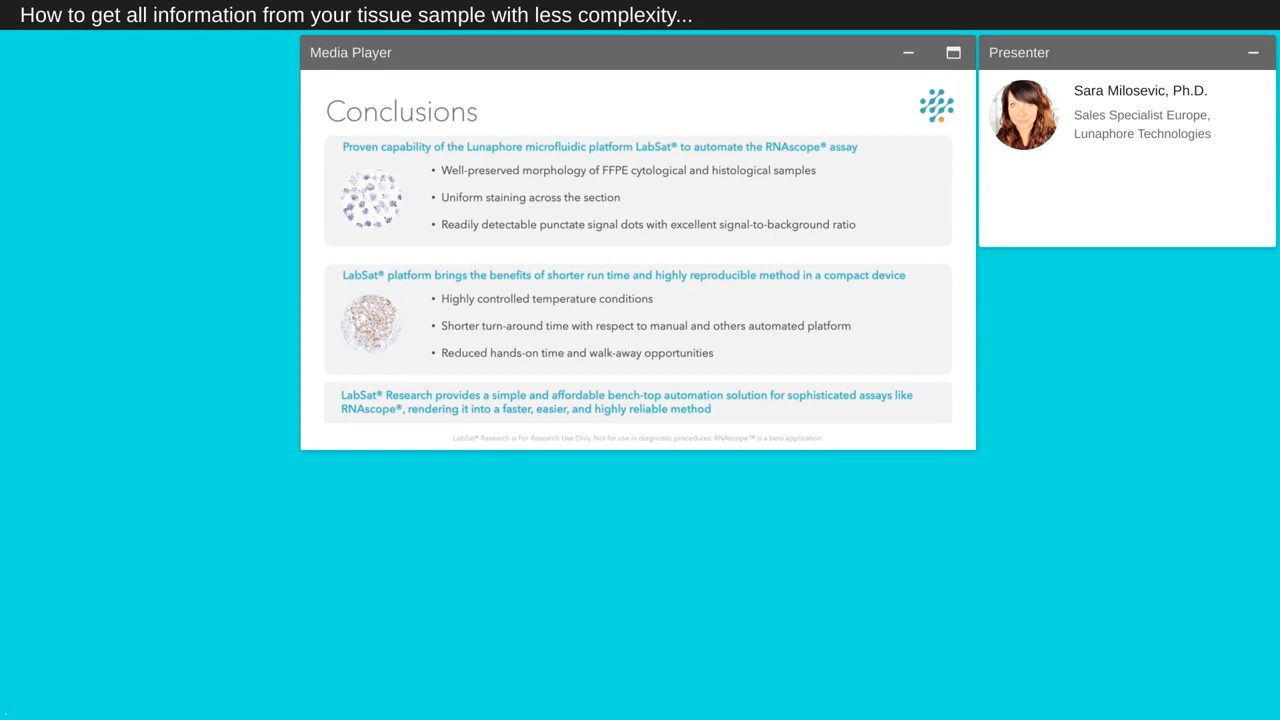 How to get all information from your tissue sample with less complexity...
Media Player
Presenter
Sara Milosevic, Ph.D.
Sales Specialist Europe,
Lunaphore Technologies
Conclusions
Proven capability of the Lunaphore microfluidic platform LabSat® to automate the RNAscope® assay
• Well-preserved morphology of FFPE cytological and histological samples
• Uniform staining across the section
• Readily detectable punctate signal dots with excellent signal-to-background ratio
LabSat® platform brings the benefits of shorter run time and highly reproducible method in a compact device
• Highly controlled temperature conditions
• Shorter turn-around time with respect to manual and others automated platform
• Reduced hands-on time and walk-away opportunities
LabSat® Research provides a simple and affordable bench-top automation solution for sophisticated assays like
RNAscope®, rendering it into a faster, easier, and highly reliable method
LabSat® Research is For Research Use Only. Not for use in diagnostic procedures. RNAscope™ is a beta application.